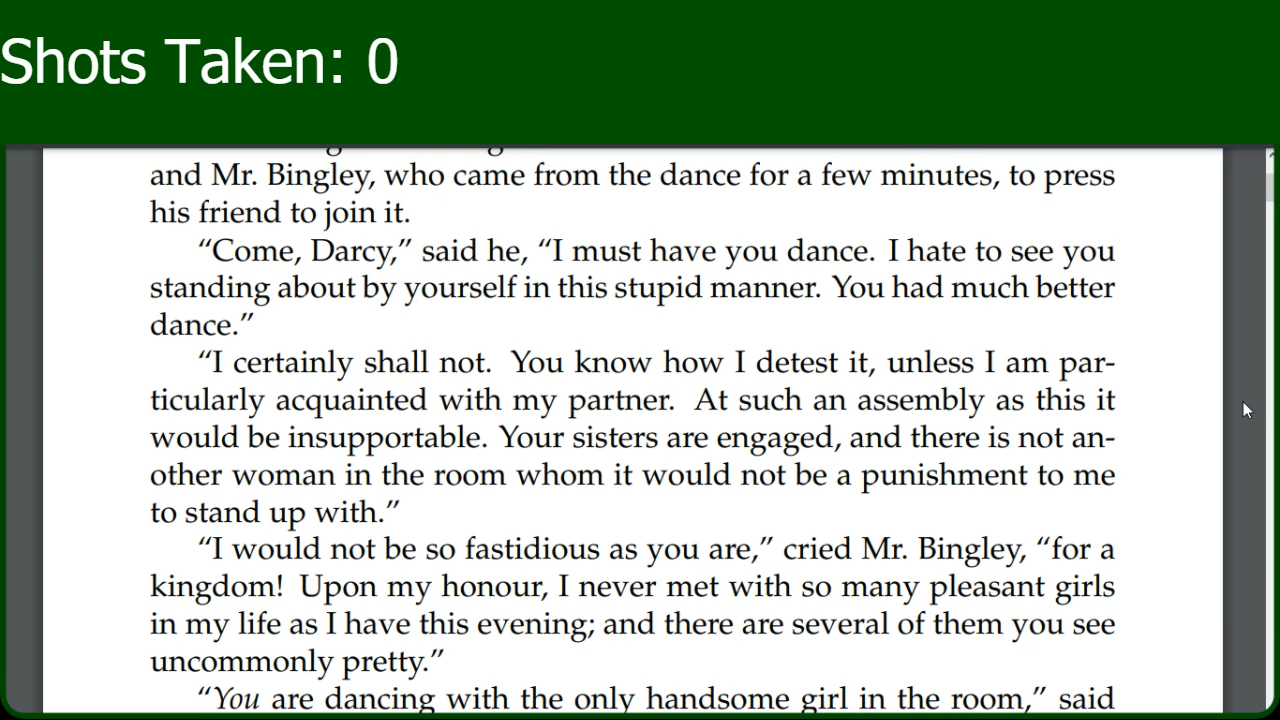 Shots Taken: 0
and Mr. Bingley, who came from the dance for a few minutes, to press
his friend to join it.
“Come, Darcy,” said he, “I must have you dance. I hate to see you
standing about by yourself in this stupid manner. You had much better
dance.”
“I certainly shall not. You know how I detest it, unless I am par-
ticularly acquainted with my partner. At such an assembly as this it
would be insupportable. Your sisters are engaged, and there is not an-
other woman in the room whom it would not be a punishment to me
to stand up with.”
“I would not be so fastidious as you are,” cried Mr. Bingley, “for a
kingdom! Upon my honour, I never met with so many pleasant girls
in my life as I have this evening; and there are several of them you see
uncommonly pretty.”
“You are dancing with the only handsome girl in the room,” said